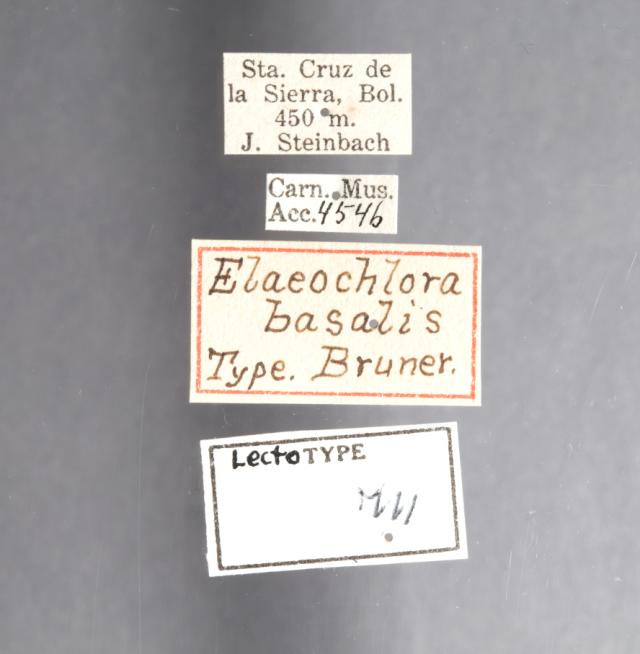 Sta. Cruz de
la Sierra, Bol.
450 m.
J. Steinbach
Carn. Mus.
Acc. 4546
Elaeochlora
basalis
Type. Bruner.
LectoTYPE